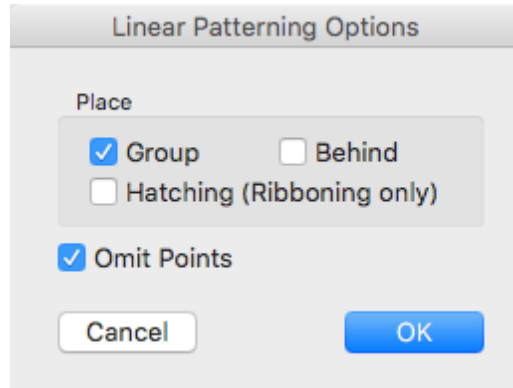 Linear Patterning Options
Place
Group Behind
Hatching (Ribboning only)
Omit Points
Cancel OK